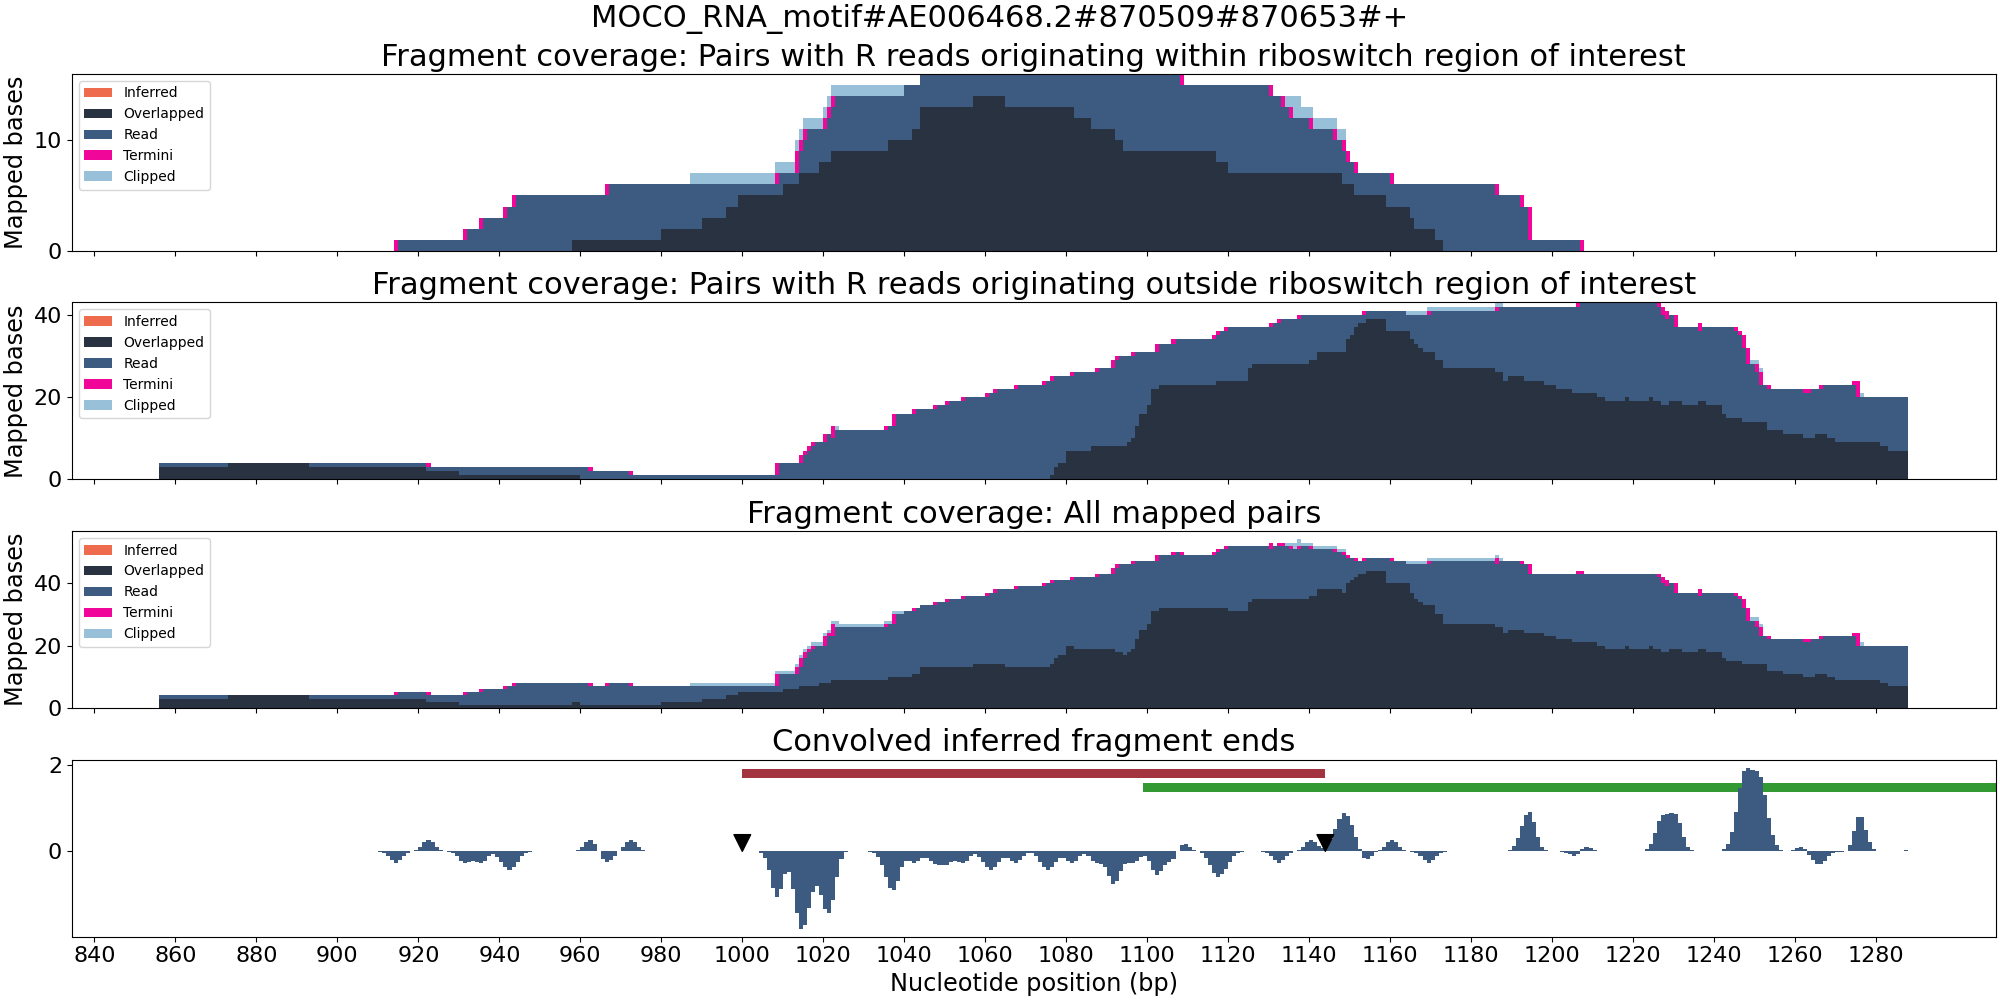 MOCO_RNA_motif#AE006468.2#870509#870653#+
Fragment coverage: Pairs with R reads originating within riboswitch region of interest
Mapped bases
10
0
Inferred
Overlapped
Read
Termini
Clipped
Fragment coverage: Pairs with R reads originating outside riboswitch region of interest
Mapped bases
40
20
0
Inferred
Overlapped
Read
Termini
Clipped
Fragment coverage: All mapped pairs
Mapped bases
40
20
0
Inferred
Overlapped
Read
Termini
Clipped
Convolved inferred fragment ends
2
0
840 860 880 900 920 940 960 980 1000 1020 1040 1060 1080 1100 1120 1140 1160 1180 1200 1220 1240 1260 1280
Nucleotide position (bp)